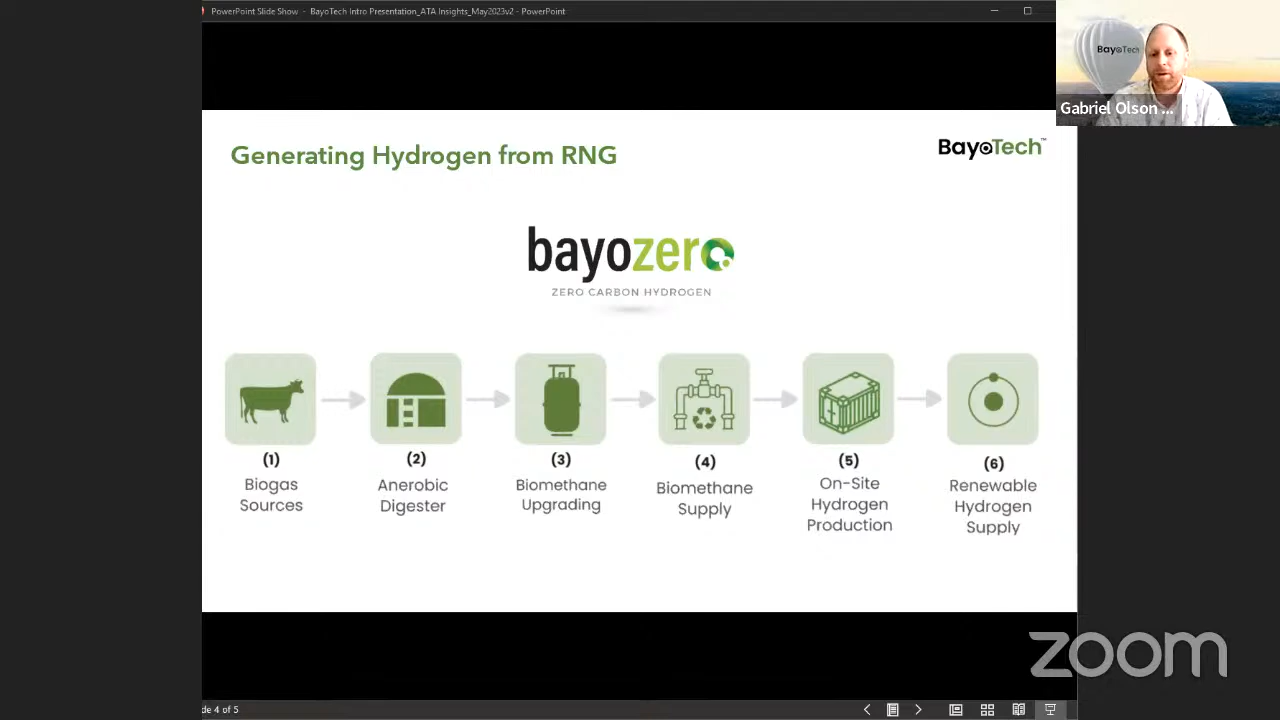 PowerPoint Slide Show - BayoTech Intro Presentation_ATA Insights_May2023v2 - PowerPoint
BayoTech
Gabriel Olson ...
Generating Hydrogen from RNG
BayoTech™
bayozero
ZERO CARBON HYDROGEN
(1)
Biogas
Sources
(2)
Anerobic
Digester
(3)
Biomethane
Upgrading
(4)
Biomethane
Supply
(5)
On-Site
Hydrogen
Production
(6)
Renewable
Hydrogen
Supply
zoom
de 4 of 5